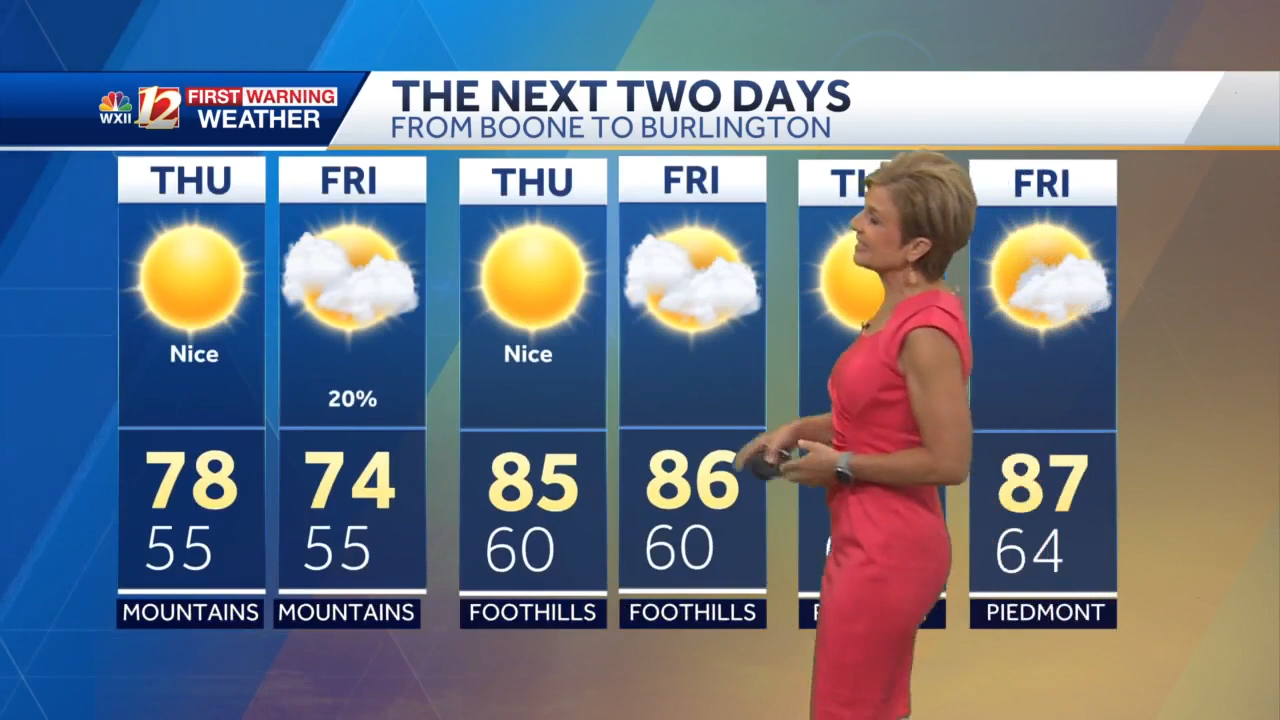 WXII 12 FIRST WARNING WEATHER
THE NEXT TWO DAYS
FROM BOONE TO BURLINGTON
THU FRI THU FRI FRI
Nice Nice
20%
78 74 85 86 87
55 55 60 60 64
MOUNTAINS MOUNTAINS FOOTHILLS FOOTHILLS PIEDMONT